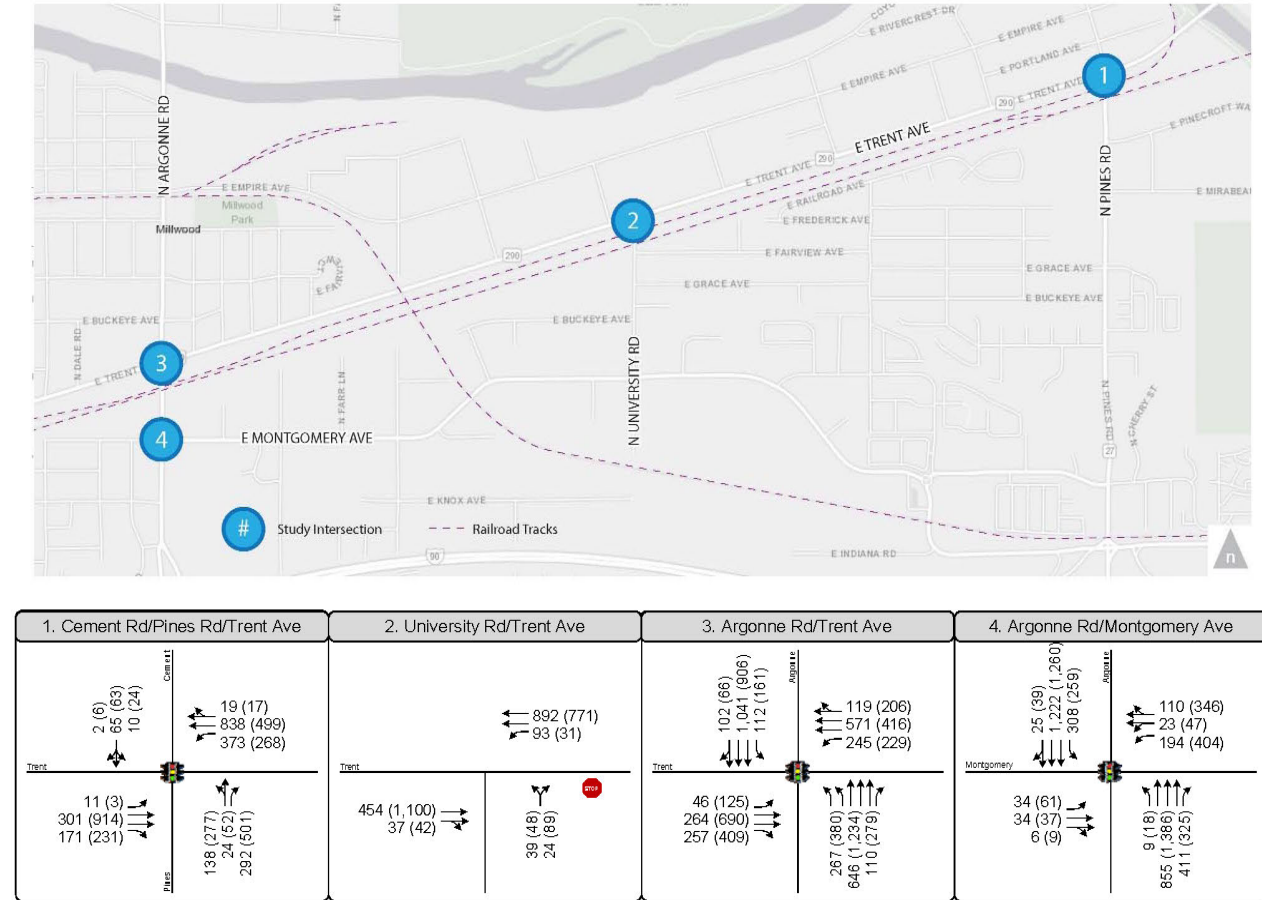 E RIVERCREST DR
E EMPIRE AVE
E PORTLAND AVE
E EMPIRE AVE
1
E TRENT AVE
290
E TRENT AVE
290
E PINECROFT WA
N ARGONNE RD
E TRENT AVE
290
N PINES RD
E RAILROAD AVE
E EMPIRE AVE
Millwood
Park
Millwood
E FREDERICK AVE
E MIRABEAU
2
E FAIRVIEW AVE
290
E GRACE AVE
E GRACE AVE
E BUCKEYE AVE
E BUCKEYE AVE
E BUCKEYE AVE
N DALE RD
3
E TRENT
N UNIVERSITY RD
N FARR LN
N PINES RD
N CHERRY ST
4
E MONTGOMERY AVE
27
E KNOX AVE
# Study Intersection Railroad Tracks
90
E INDIANA RD
n
1. Cement Rd/Pines Rd/Trent Ave
Cement
2 (6)
65 (63)
10 (24)
19 (17)
838 (499)
373 (268)
Trent
11 (3)
301 (914)
171 (231)
138 (277)
24 (52)
292 (501)
Pines
2. University Rd/Trent Ave
892 (771)
93 (31)
Trent
STOP
454 (1,100)
37 (42)
39 (48)
24 (89)
3. Argonne Rd/Trent Ave
Argonne
102 (66)
1,041 (906)
112 (161)
119 (206)
571 (416)
245 (229)
Trent
46 (125)
264 (690)
257 (409)
267 (380)
646 (1,234)
110 (279)
4. Argonne Rd/Montgomery Ave
Argonne
25 (39)
1,222 (1,260)
308 (259)
110 (346)
23 (47)
194 (404)
Montgomery
34 (61)
34 (37)
6 (9)
9 (18)
855 (1,386)
411 (325)